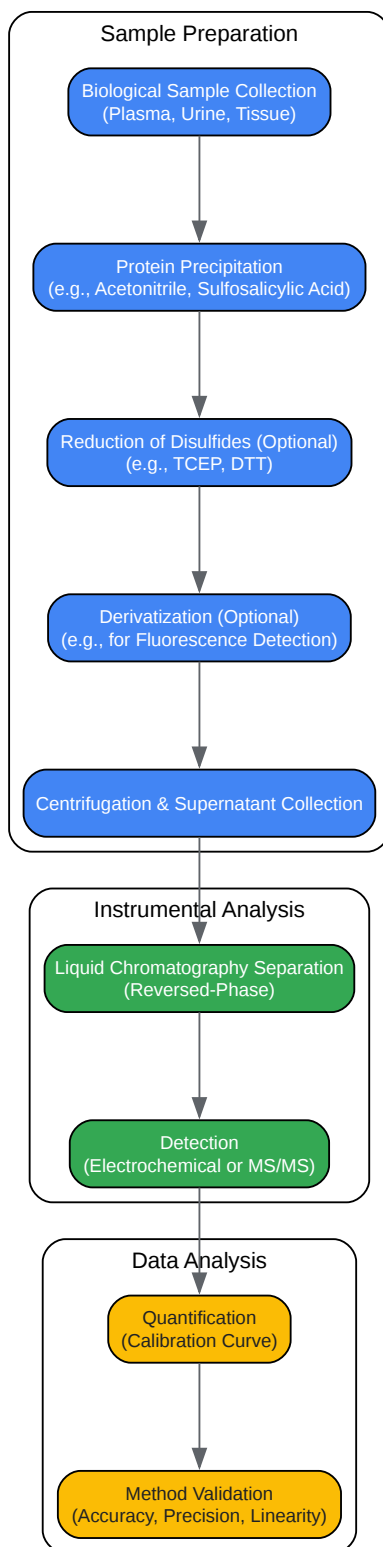 Sample Preparation
Biological Sample Collection
(Plasma, Urine, Tissue)
Protein Precipitation
(e.g., Acetonitrile, Sulfosalicylic Acid)
Reduction of Disulfides (Optional)
(e.g., TCEP, DTT)
Derivatization (Optional)
(e.g., for Fluorescence Detection)
Centrifugation & Supernatant Collection
Instrumental Analysis
Liquid Chromatography Separation
(Reversed-Phase)
Detection
(Electrochemical or MS/MS)
Data Analysis
Quantification
(Calibration Curve)
Method Validation
(Accuracy, Precision, Linearity)